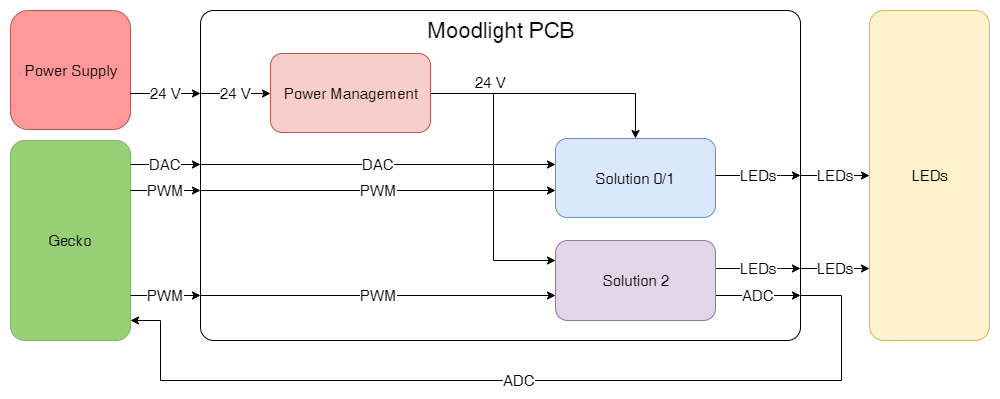 Moodlight PCB
Power Supply
24 V
24 V
Power Management
24 V
DAC
DAC
PWM
PWM
Solution 0/1
LEDs
LEDs
LEDs
Gecko
Solution 2
LEDs
LEDs
PWM
PWM
ADC
ADC